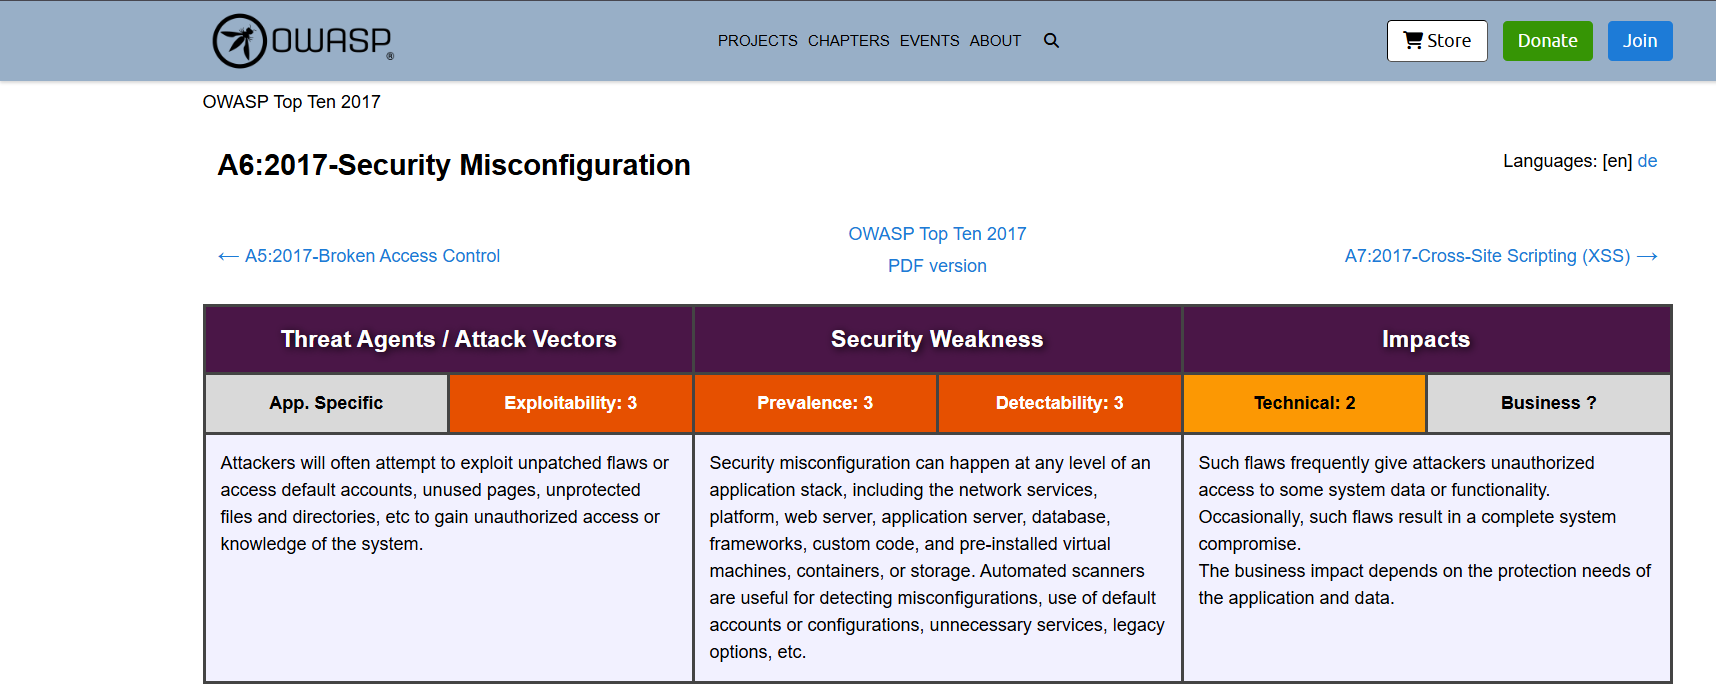 OWASP®
PROJECTS CHAPTERS EVENTS ABOUT
Store
Donate
Join
OWASP Top Ten 2017
A6:2017-Security Misconfiguration
Languages: [en] de
← A5:2017-Broken Access Control
OWASP Top Ten 2017
PDF version
A7:2017-Cross-Site Scripting (XSS) →
Threat Agents / Attack Vectors
Security Weakness
Impacts
App. Specific
Exploitability: 3
Prevalence: 3
Detectability: 3
Technical: 2
Business ?
Attackers will often attempt to exploit unpatched flaws or
access default accounts, unused pages, unprotected
files and directories, etc to gain unauthorized access or
knowledge of the system.
Security misconfiguration can happen at any level of an
application stack, including the network services,
platform, web server, application server, database,
frameworks, custom code, and pre-installed virtual
machines, containers, or storage. Automated scanners
are useful for detecting misconfigurations, use of default
accounts or configurations, unnecessary services, legacy
options, etc.
Such flaws frequently give attackers unauthorized
access to some system data or functionality.
Occasionally, such flaws result in a complete system
compromise.
The business impact depends on the protection needs of
the application and data.